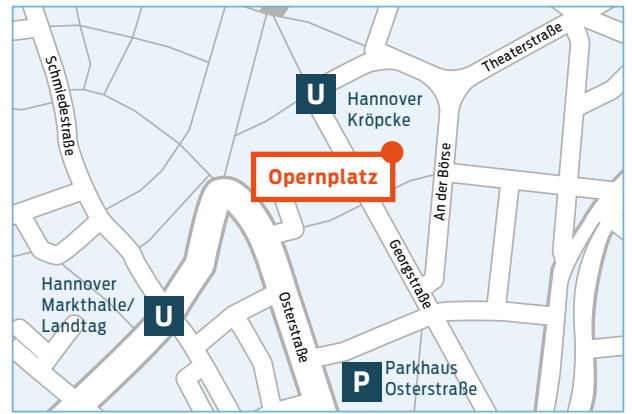 Theaterstraße
Schmiedestraße
U
Hannover
Kröpcke
An der Börse
Opernplatz
Georgstraße
Hannover
Markthalle/
Landtag
U
Osterstraße
P
Parkhaus
Osterstraße